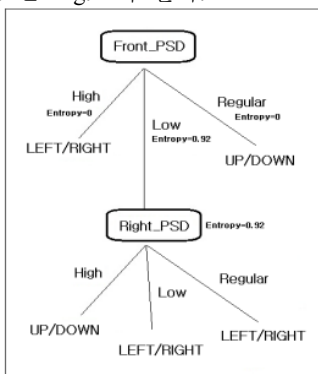 Front_PSD
High
Entropy=0
Low
Entropy=0.92
Regular
Entropy=0
LEFT/RIGHT
UP/DOWN
Right_PSD
Entropy=0.92
High
Low
Regular
UP/DOWN
LEFT/RIGHT
LEFT/RIGHT